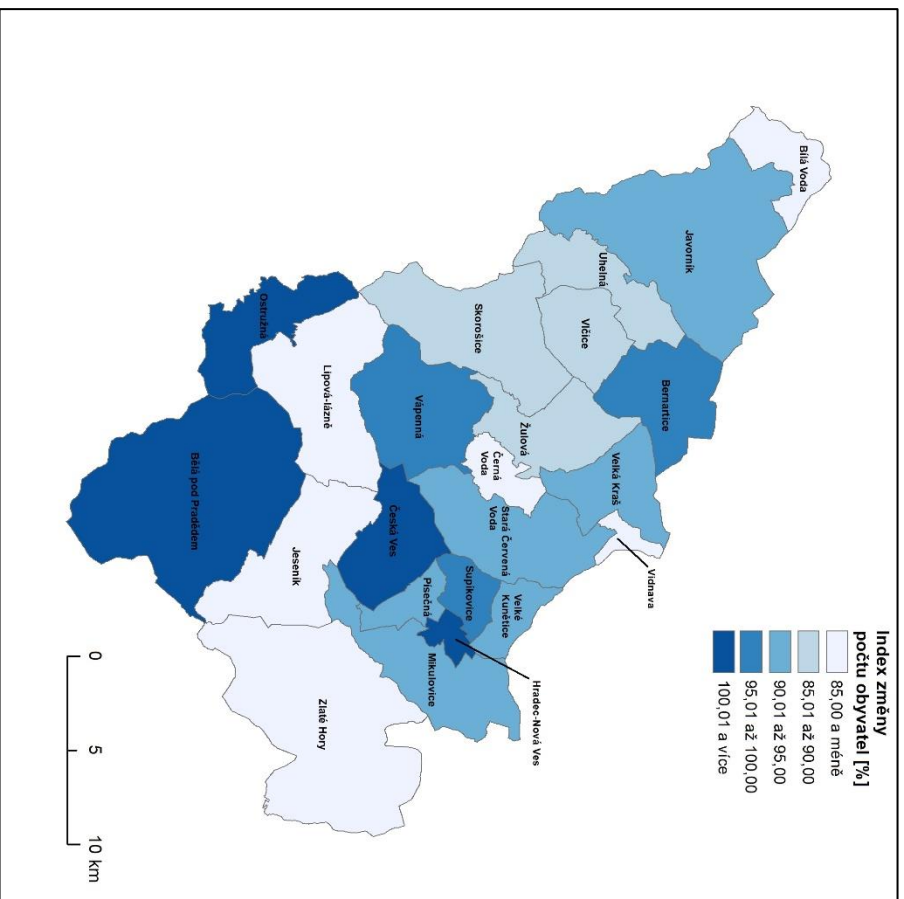 Bílá Voda
Javorník
Uhelná
Vlčice
Bernartice
Skorošice
Žulová
Velká Kraš
Vidnava
Ostružná
Lipová-lázně
Vápenná
Černá
Voda
Stará Červená
Voda
Velké
Kunětice
Supíkovice
Hradec-Nová Ves
Česká Ves
Písečná
Mikulovice
Bělá pod Pradědem
Jeseník
Zlaté Hory
Index změny
počtu obyvatel [%]
85,00 a méně
85,01 až 90,00
90,01 až 95,00
95,01 až 100,00
100,01 a více
0
5
10 km